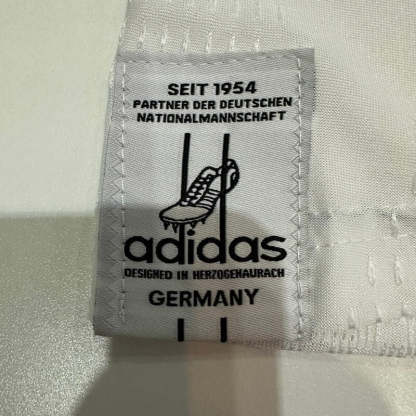 SEIT 1954
PARTNER DER DEUTSCHEN
NATIONALMANNSCHAFT
adidas
DESIGNED IN HERZOGENAURACH
GERMANY